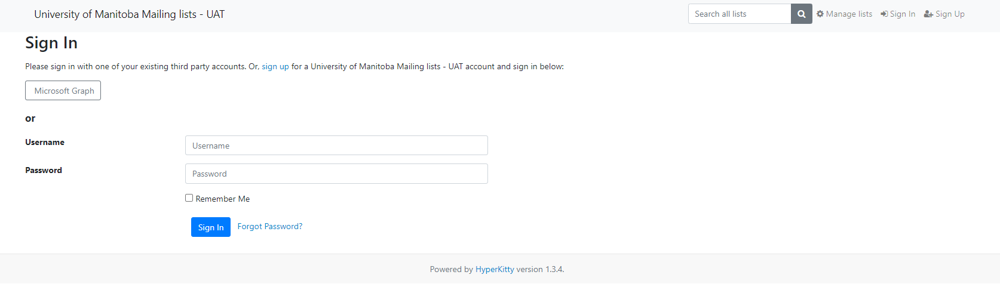 University of Manitoba Mailing lists - UAT
Search all lists
Manage lists
Sign In
Sign Up
Sign In
Please sign in with one of your existing third party accounts. Or, sign up for a University of Manitoba Mailing lists - UAT account and sign in below:
Microsoft Graph
or
Username
Username
Password
Password
Remember Me
Sign In
Forgot Password?
Powered by HyperKitty version 1.3.4.